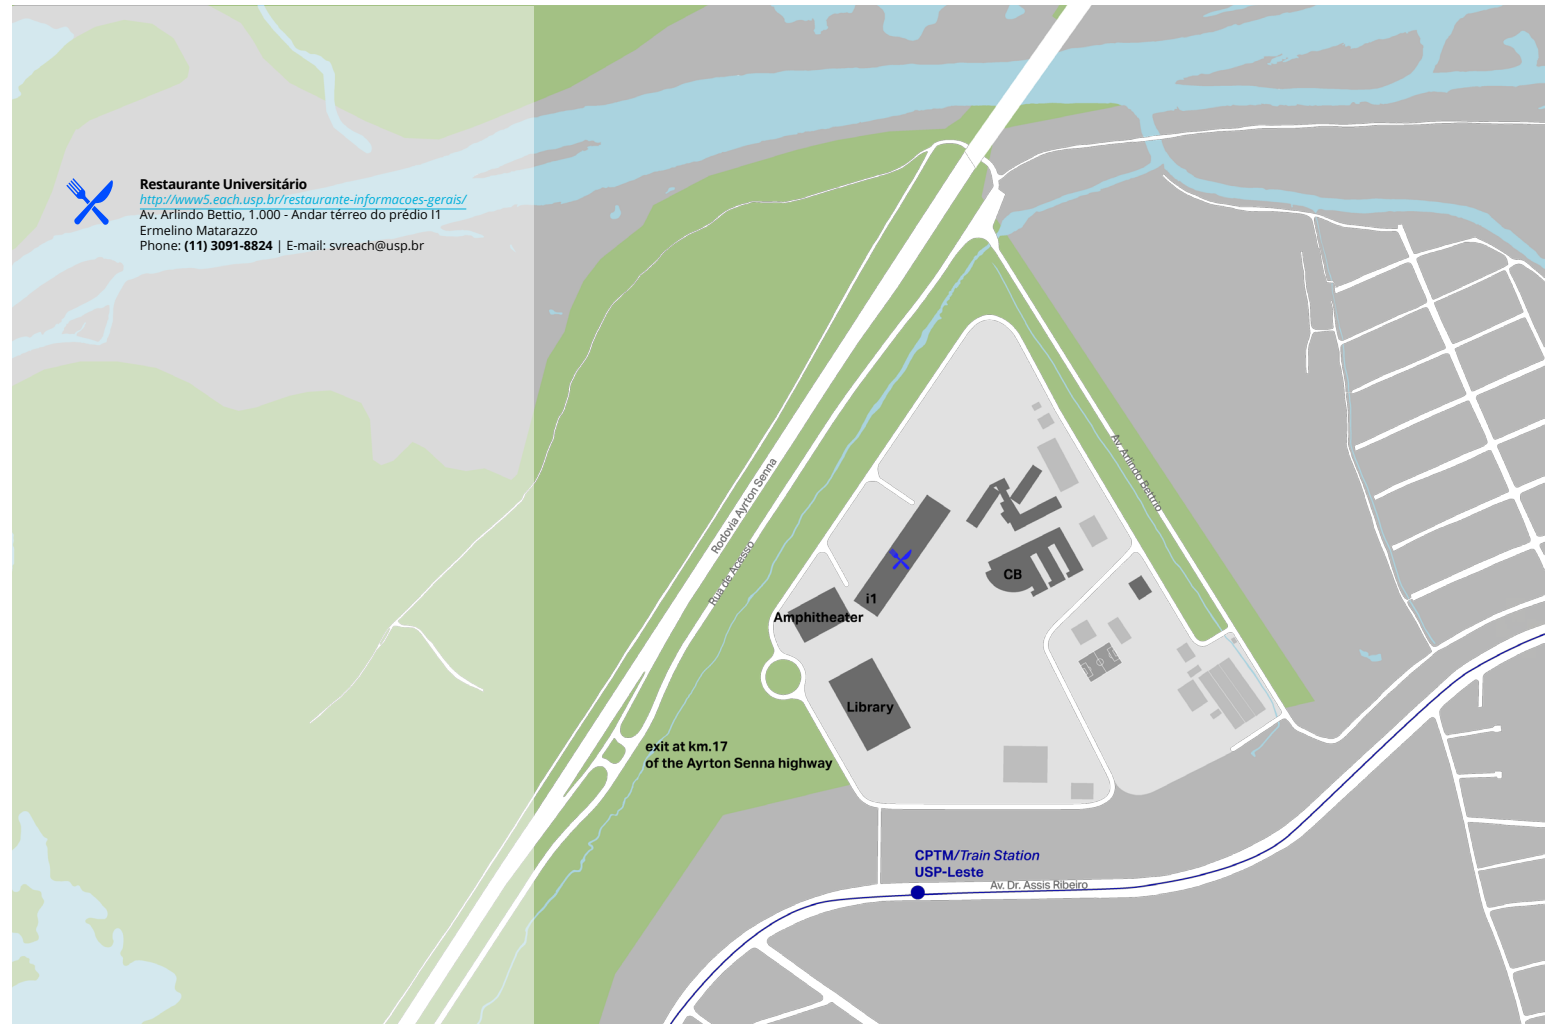 Restaurante Universitário
http://www5.each.usp.br/restaurante-informacoes-gerais/
Av. Arlindo Bettio, 1.000 - Andar térreo do prédio I1
Ermelino Matarazzo
Phone: (11) 3091-8824 | E-mail: svreach@usp.br
Av. Arlindo Bettrio
Rodovia Ayrton Senna
Rua de Acesso
CB
i1
Amphitheater
Library
exit at km.17
of the Ayrton Senna highway
CPTM/Train Station
USP-Leste
Av. Dr. Assis Ribeiro